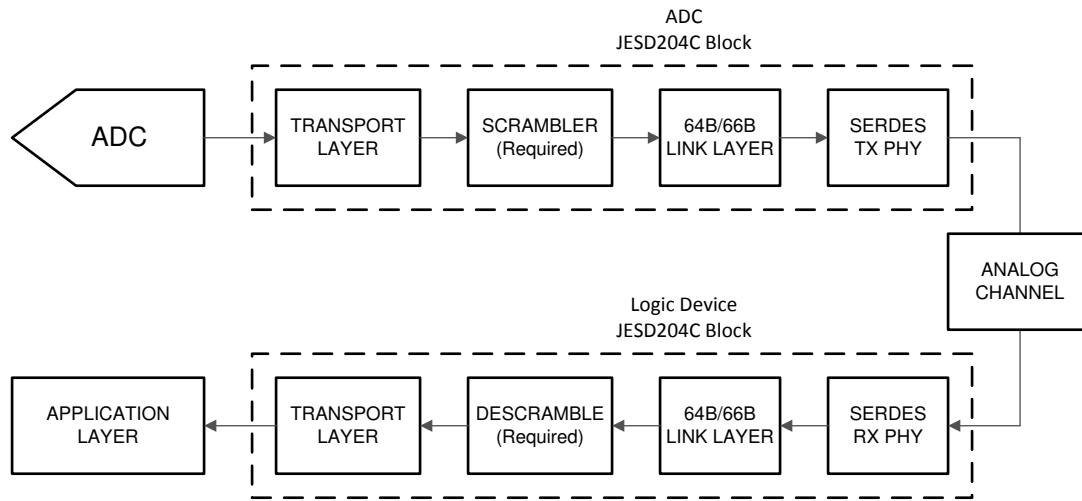 ADC
JESD204C Block
ADC
TRANSPORT
LAYER
SCRAMBLER
(Required)
64B/66B
LINK LAYER
SERDES
TX PHY
ANALOG
CHANNEL
Logic Device
JESD204C Block
APPLICATION
LAYER
TRANSPORT
LAYER
DESCRAMBLE
(Required)
64B/66B
LINK LAYER
SERDES
RX PHY